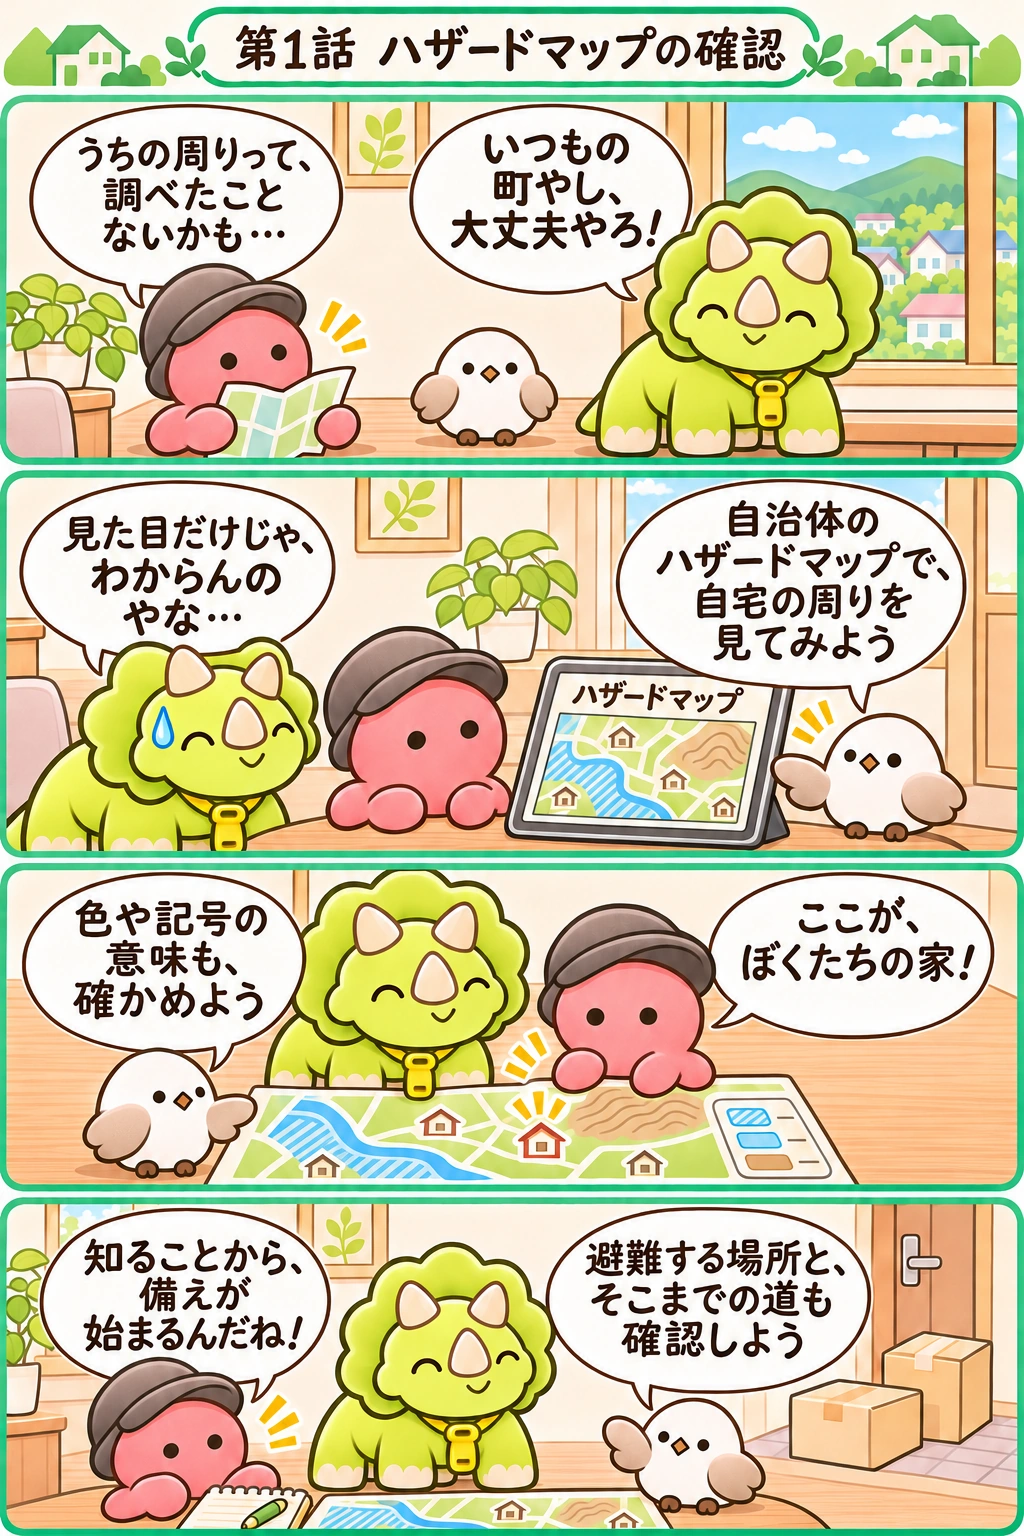 第1話 ハザードマップの確認
うちの周りって、
調べたこと
ないかも…
いつもの
町やし、
大丈夫やろ!
見た目だけじゃ、
わからんの
やな…
自治体の
ハザードマップで、
自宅の周りを
見てみよう
ハザードマップ
色や記号の
意味も、
確かめよう
ここが、
ぼくたちの家!
知ることから、
備えが
始まるんだね!
避難する場所と、
そこまでの道も
確認しよう